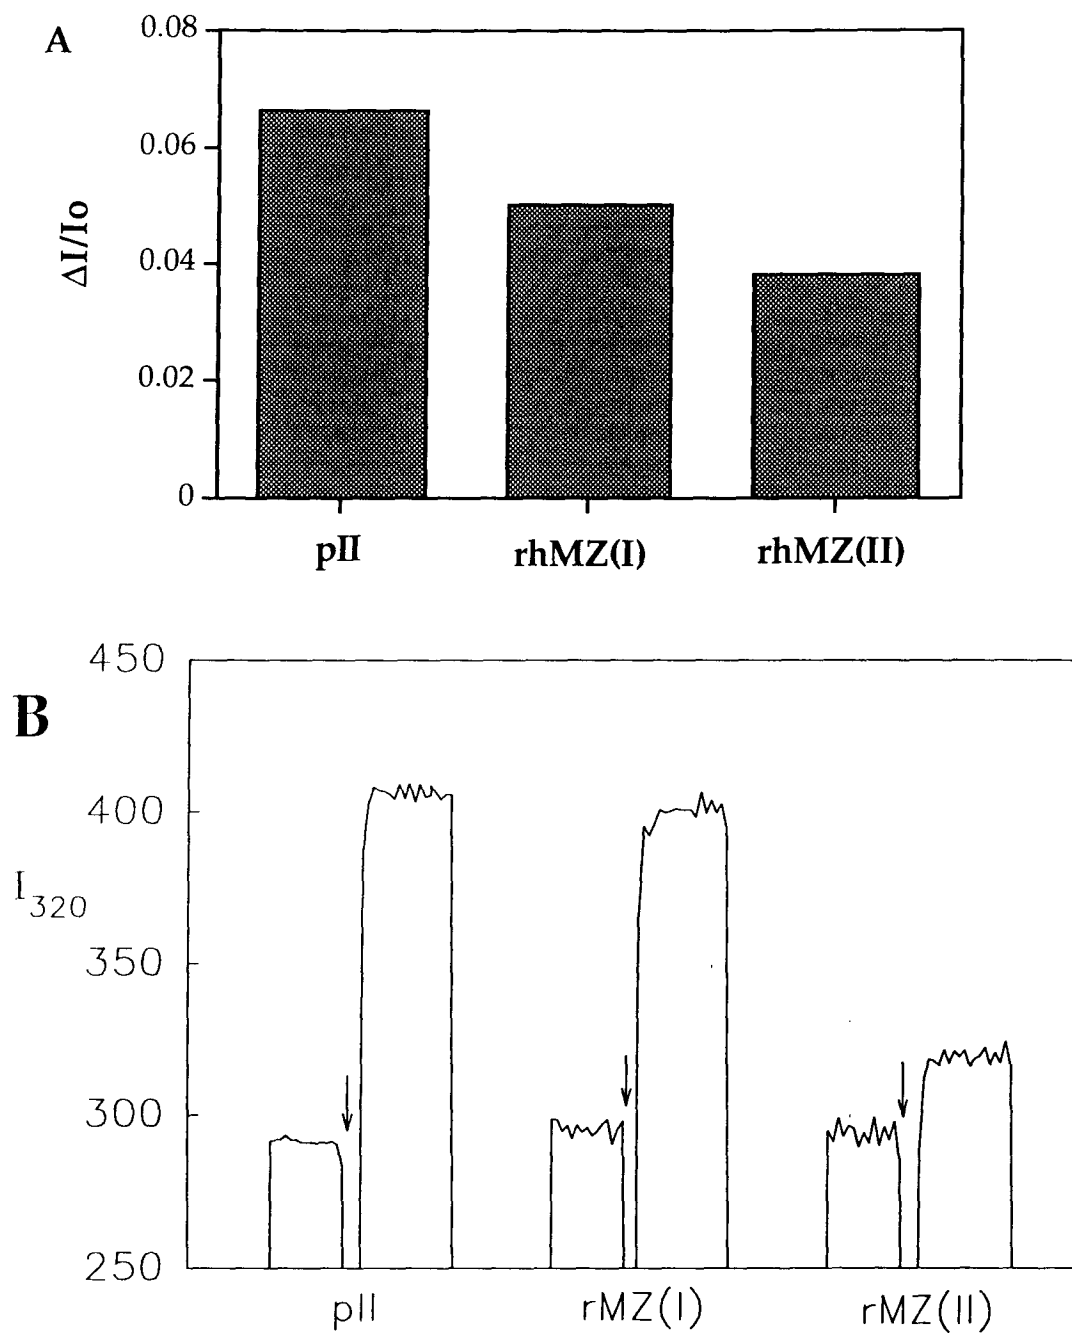 A
0.08
0.06
ΔI/Io
0.04
0.02
0
pII
rhMZ(I)
rhMZ(II)
450
B
400
I320
350
300
250
pII
rMZ(I)
rMZ(II)